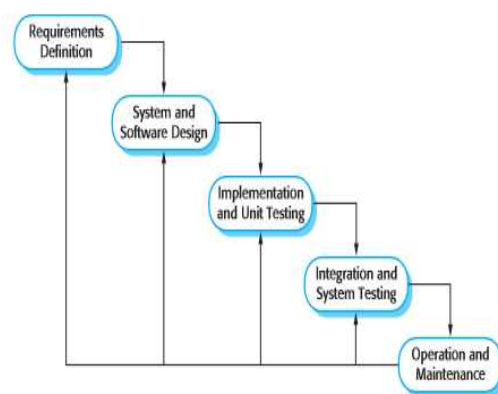 Requirements
Definition
System and
Software Design
Implementation
and Unit Testing
Integration and
System Testing
Operation and
Maintenance